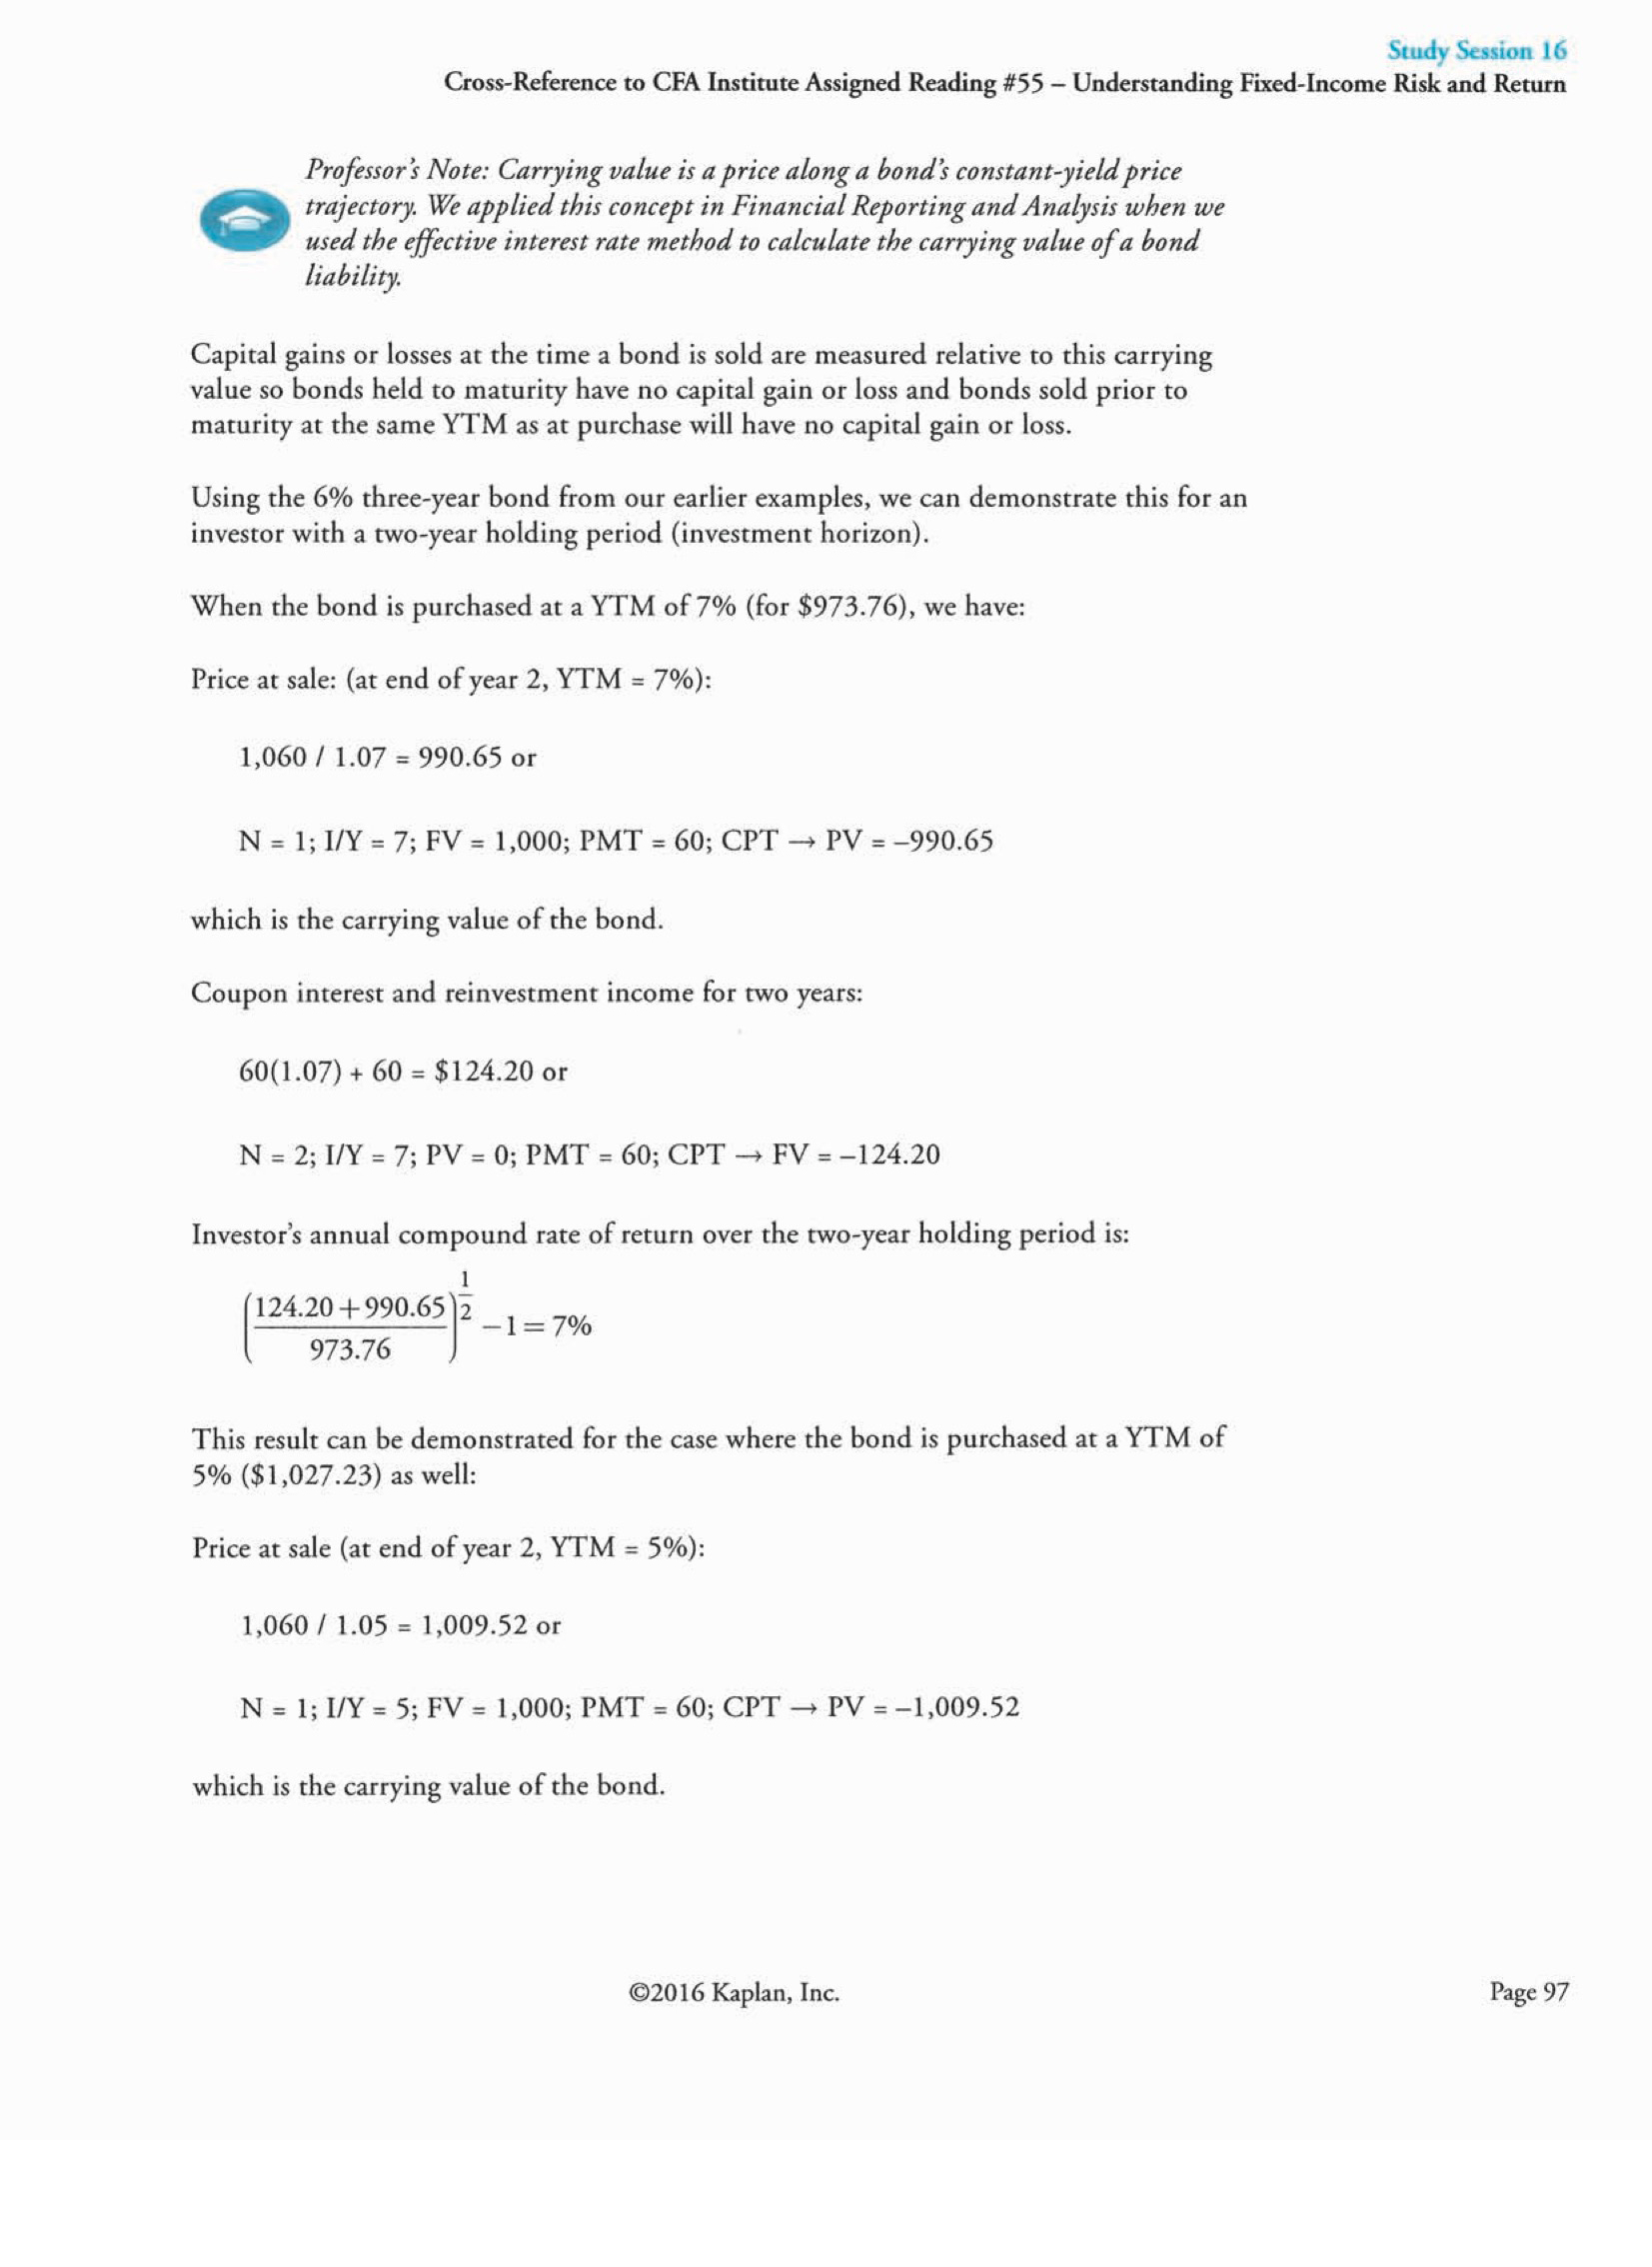 Study Session 16
Cross-Reference to CFA Institute Assigned Reading #55 – Understanding Fixed-Income Risk and Return
Professor's Note: Carrying value is a price along a bond's constant-yield price
trajectory. We applied this concept in Financial Reporting and Analysis when we
used the effective interest rate method to calculate the carrying value of a bond
liability.
Capital gains or losses at the time a bond is sold are measured relative to this carrying
value so bonds held to maturity have no capital gain or loss and bonds sold prior to
maturity at the same YTM as at purchase will have no capital gain or loss.
Using the 6% three-year bond from our earlier examples, we can demonstrate this for an
investor with a two-year holding period (investment horizon).
When the bond is purchased at a YTM of 7% (for $973.76), we have:
Price at sale: (at end of year 2, YTM = 7%):
1,060 / 1.07 = 990.65 or
N = 1; I/Y = 7; FV = 1,000; PMT = 60; CPT → PV = –990.65
which is the carrying value of the bond.
Coupon interest and reinvestment income for two years:
60(1.07) + 60 = $124.20 or
N = 2; I/Y = 7; PV = 0; PMT = 60; CPT → FV = –124.20
Investor's annual compound rate of return over the two-year holding period is:
(124.20 + 990.65 / 973.76)^(1/2) – 1 = 7%
This result can be demonstrated for the case where the bond is purchased at a YTM of
5% ($1,027.23) as well:
Price at sale (at end of year 2, YTM = 5%):
1,060 / 1.05 = 1,009.52 or
N = 1; I/Y = 5; FV = 1,000; PMT = 60; CPT → PV = –1,009.52
which is the carrying value of the bond.
©2016 Kaplan, Inc.
Page 97